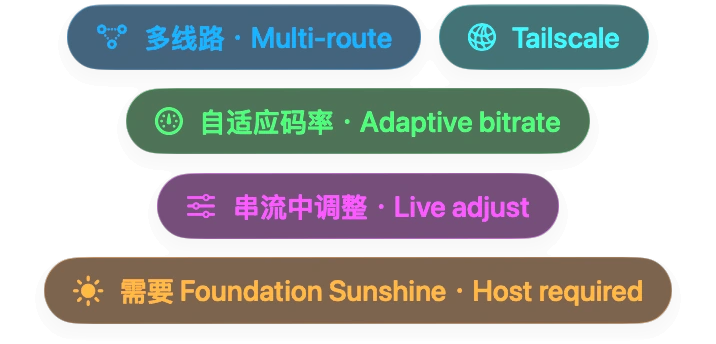 多线路 · Multi-route
Tailscale
自适应码率 · Adaptive bitrate
串流中调整 · Live adjust
需要 Foundation Sunshine · Host required